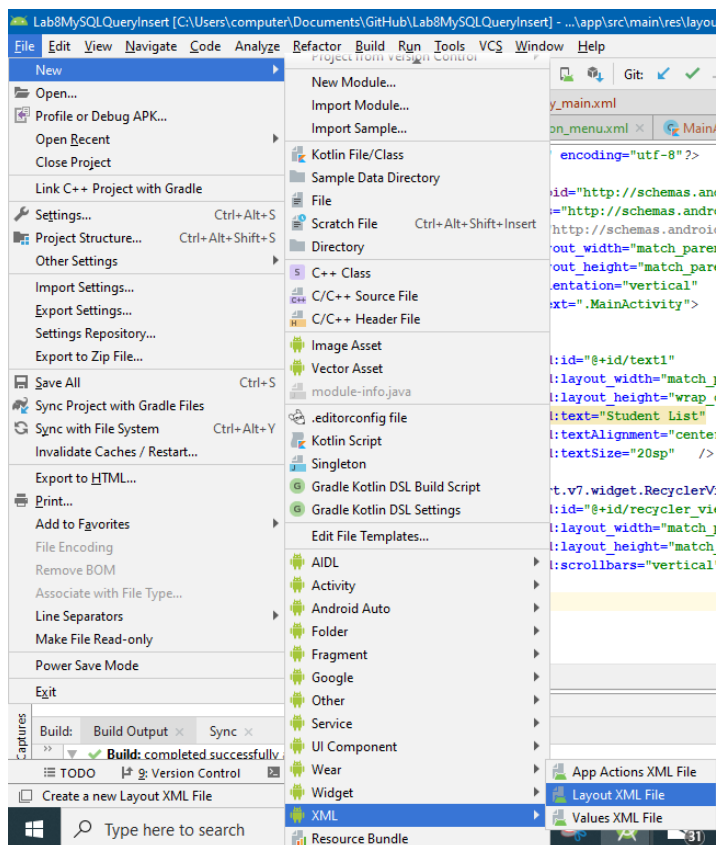 Lab8MySQLQueryInsert [C:\Users\computer\Documents\GitHub\Lab8MySQLQueryInsert] - ...\app\src\main\res\layou
File Edit View Navigate Code Analyze Refactor Build Run Tools VCS Window Help
New
Open...
Profile or Debug APK...
Open Recent
Close Project
Link C++ Project with Gradle
Settings... Ctrl+Alt+S
Project Structure... Ctrl+Alt+Shift+S
Other Settings
Import Settings...
Export Settings...
Settings Repository...
Export to Zip File...
Save All Ctrl+S
Sync Project with Gradle Files
Sync with File System Ctrl+Alt+Y
Invalidate Caches / Restart...
Export to HTML...
Print...
Add to Favorites
File Encoding
Remove BOM
Associate with File Type...
Line Separators
Make File Read-only
Power Save Mode
Exit
Project from Version Control
New Module...
Import Module...
Import Sample...
Kotlin File/Class
Sample Data Directory
File
Scratch File Ctrl+Alt+Shift+Insert
Directory
C++ Class
C/C++ Source File
C/C++ Header File
Image Asset
Vector Asset
module-info.java
.editorconfig file
Kotlin Script
Singleton
Gradle Kotlin DSL Build Script
Gradle Kotlin DSL Settings
Edit File Templates...
AIDL
Activity
Android Auto
Folder
Fragment
Google
Other
Service
UI Component
Wear
Widget
XML
Resource Bundle
App Actions XML File
Layout XML File
Values XML File
Git:
y_main.xml
on_menu.xml MainA
encoding="utf-8"?>
oid="http://schemas.and
s="http://schemas.andro
http://schemas.android
out_width="match_pare
out_height="match_pare
entation="vertical"
ext=".MainActivity">
d:id="@+id/text1"
d:layout_width="match_p
d:layout_height="wrap_c
d:text="Student List"
d:textAlignment="center
d:textSize="20sp" />
rt.v7.widget.RecyclerVi
d:id="@+id/recycler_vie
d:layout_width="match_p
d:layout_height="match_
d:scrollbars="vertical"
Captures
Build: Build Output Sync
Build: completed successfully
TODO 9: Version Control
Create a new Layout XML File
Type here to search
31